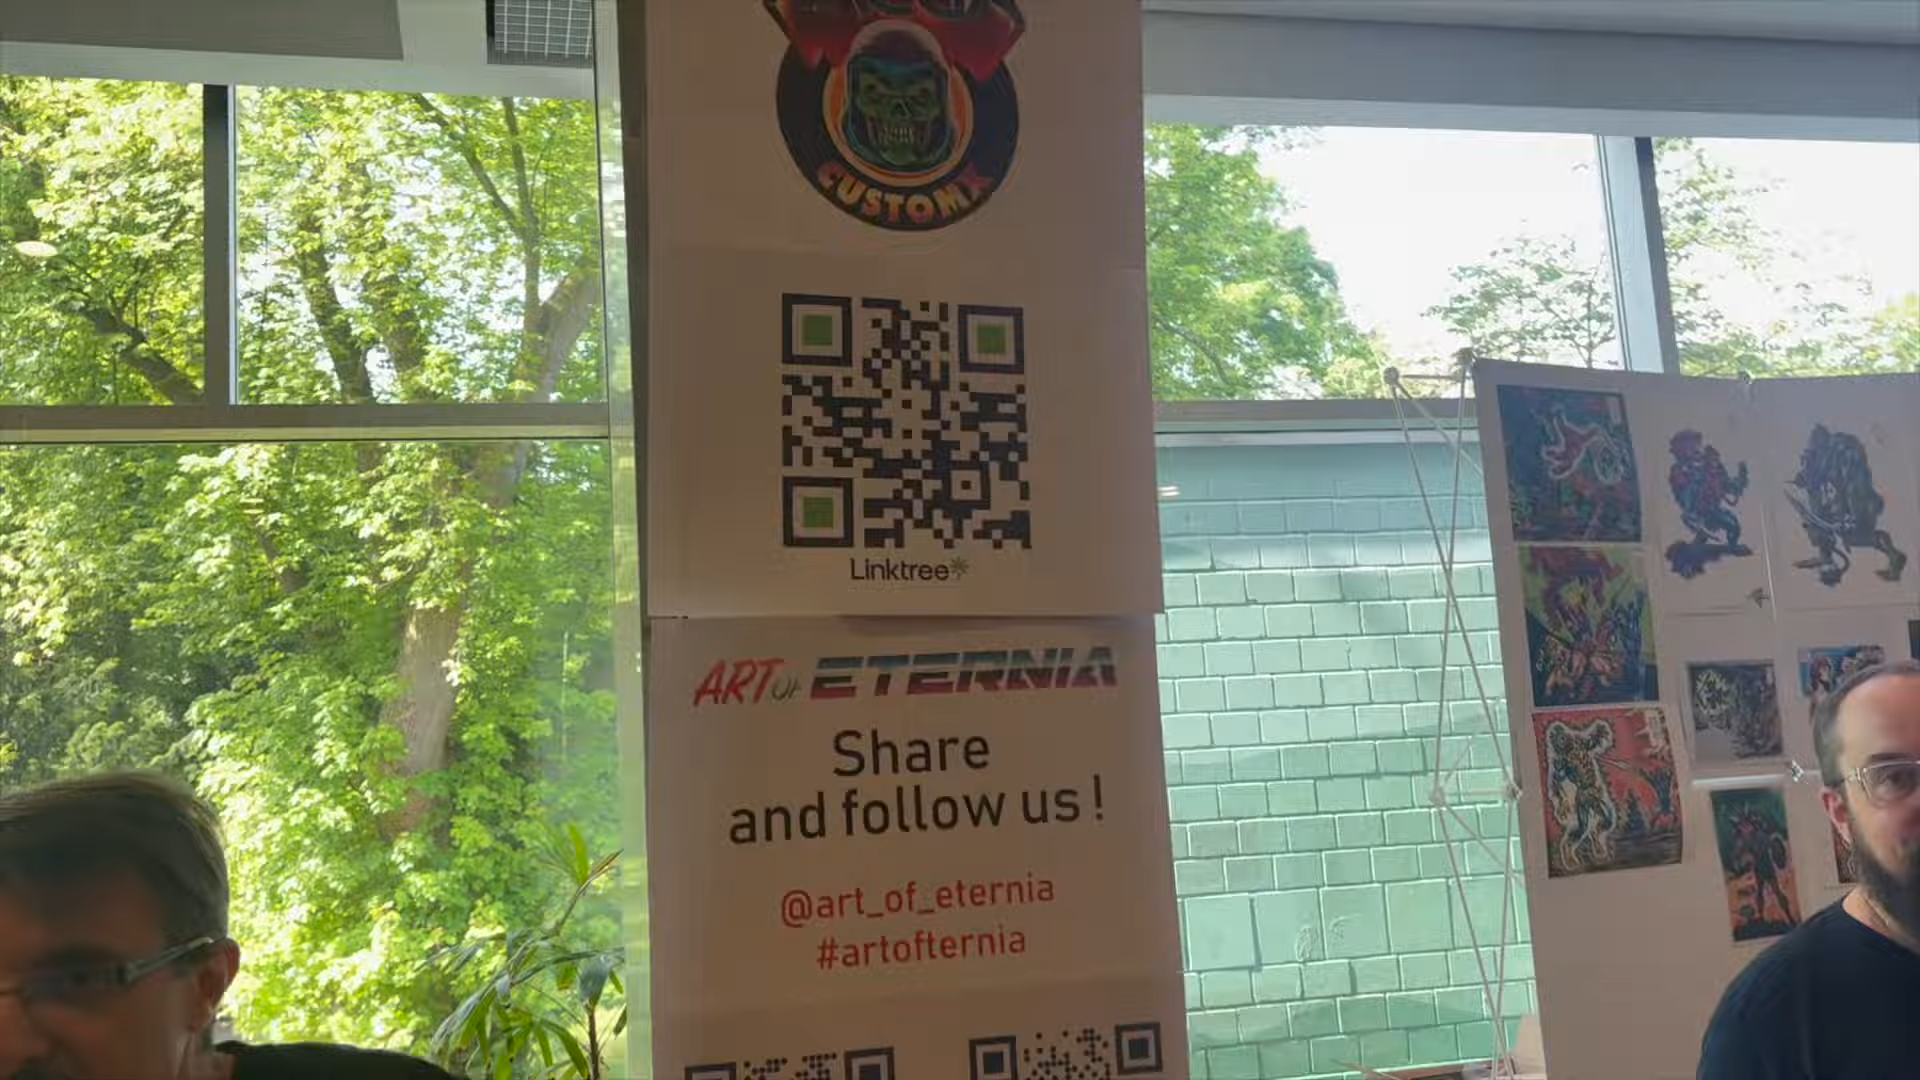 CUSTOMX
Linktree
ART OF ETERNIA
Share
and follow us!
@art_of_eternia
#artofternia